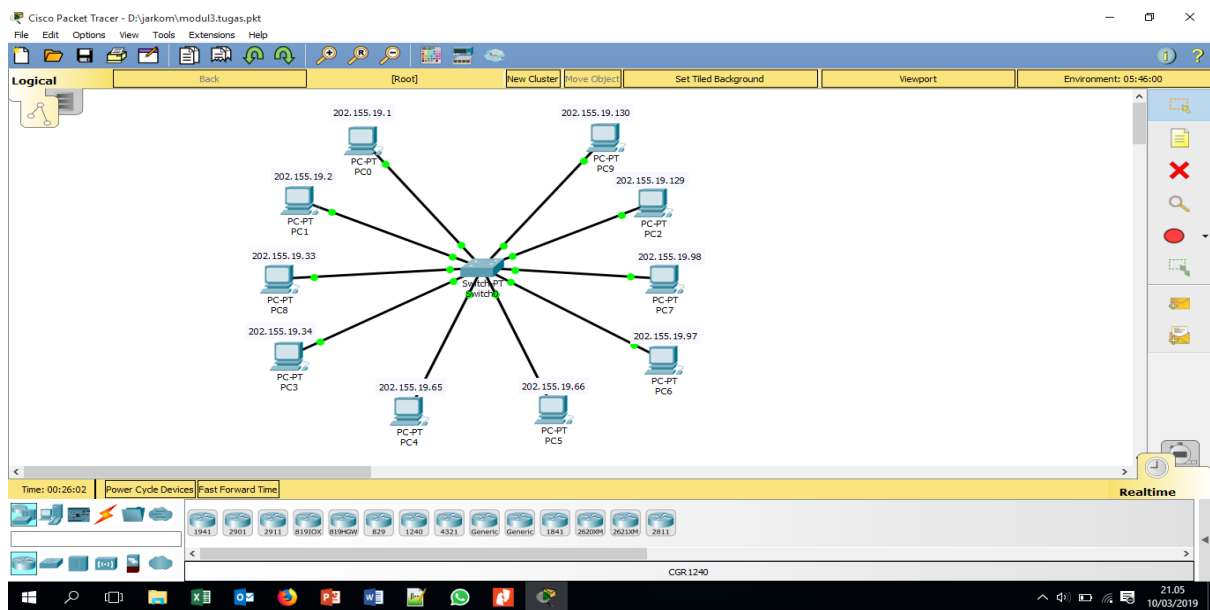 Cisco Packet Tracer - D:\jarkom\modul3.tugas.pkt
File Edit Options View Tools Extensions Help
Logical Back [Root] New Cluster Move Object Set Tiled Background Viewport Environment: 05:46:00
202.155.19.1
PC-PT
PC0
202.155.19.130
PC-PT
PC9
202.155.19.2
PC-PT
PC1
202.155.19.129
PC-PT
PC2
202.155.19.33
PC-PT
PC8
202.155.19.98
PC-PT
PC7
Switch-PT
Switch0
202.155.19.34
PC-PT
PC3
202.155.19.97
PC-PT
PC6
202.155.19.65
PC-PT
PC4
202.155.19.66
PC-PT
PC5
Time: 00:26:02 Power Cycle Devices Fast Forward Time Realtime
1941 2901 2911 819IOX 819HGW 829 1240 4321 Generic Generic 1841 2620XM 2621XM 2811
CGR1240
21.05
10/03/2019